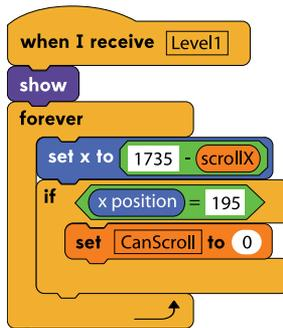 when I receive Level1
show
forever
set x to 1735 - scrollX
if x position = 195
set CanScroll to 0